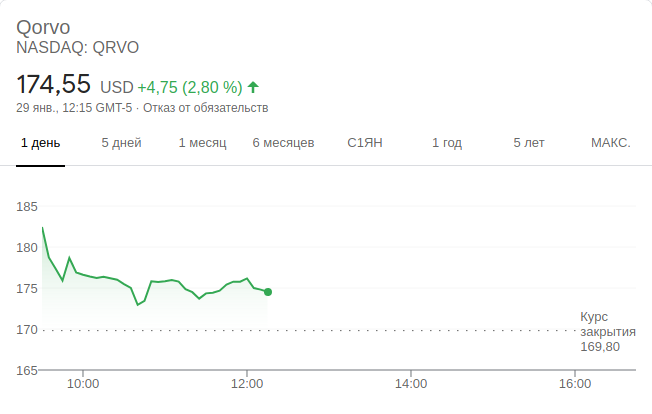 Qorvo
NASDAQ: QRVO
174,55 USD +4,75 (2,80 %)
29 янв., 12:15 GMT-5 · Отказ от обязательств
1 день 5 дней 1 месяц 6 месяцев С1ЯН 1 год 5 лет МАКС.
185
180
175
170
165
Курс
закрытия
169,80
10:00 12:00 14:00 16:00